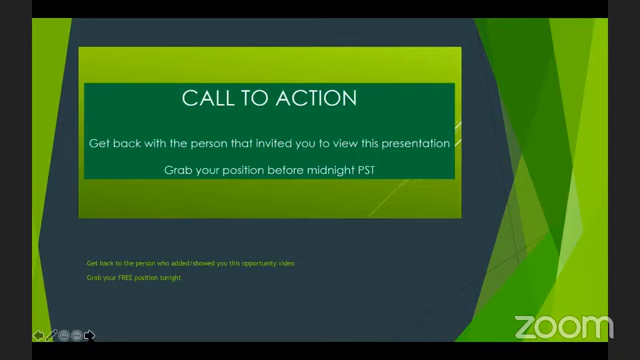 CALL TO ACTION
Get back with the person that invited you to view this presentation
Grab your position before midnight PST
Get back to the person who added/showed you this opportunity video
Grab your FREE position tonight
zoom